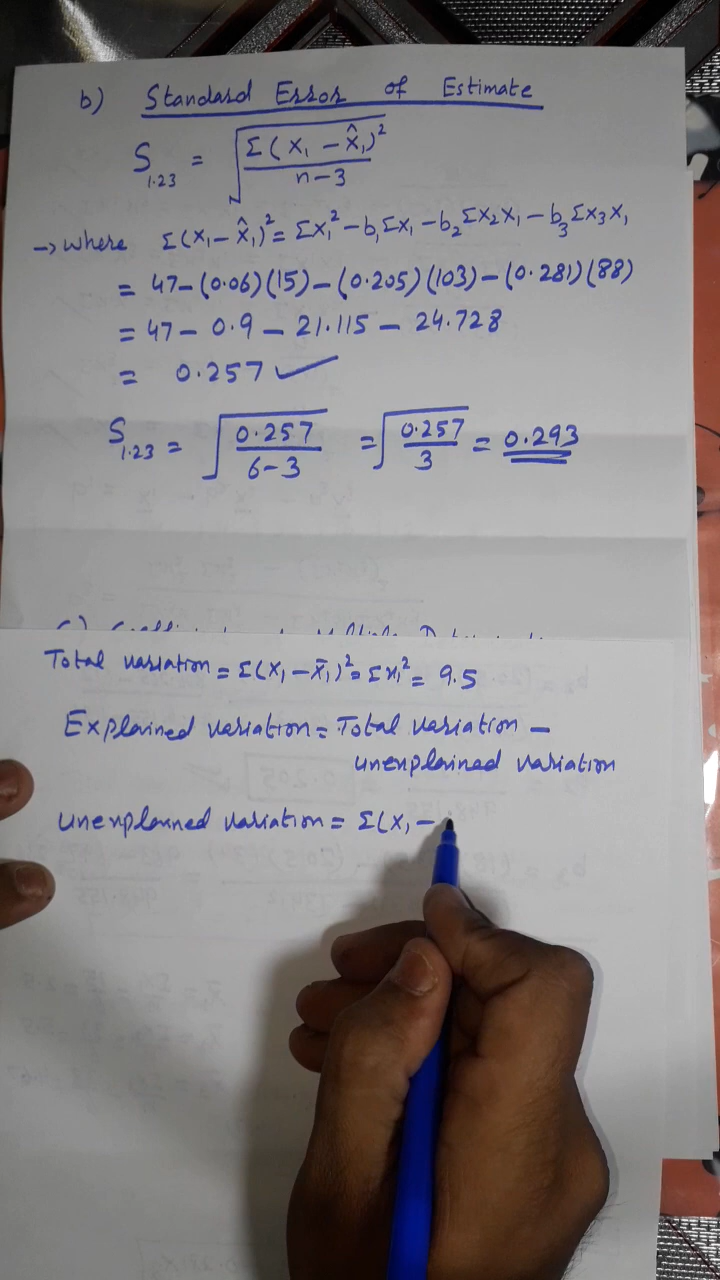 b) Standard Error of Estimate
S₁.₂₃ = √(Σ(X₁ - X̂₁)² / n-3)
→ where Σ(X₁ - X̂₁)² = ΣX₁² - b₁ΣX₁ - b₂ΣX₂X₁ - b₃ΣX₃X₁
= 47 - (0.06)(15) - (0.205)(103) - (0.281)(88)
= 47 - 0.9 - 21.115 - 24.728
= 0.257 ✓
S₁.₂₃ = √(0.257 / 6-3) = √(0.257 / 3) = 0.293
Total variation = Σ(X₁ - X̄₁)² = Σx₁² = 9.5
Explained variation = Total variation -
unexplained variation
unexplained variation = Σ(X₁ -